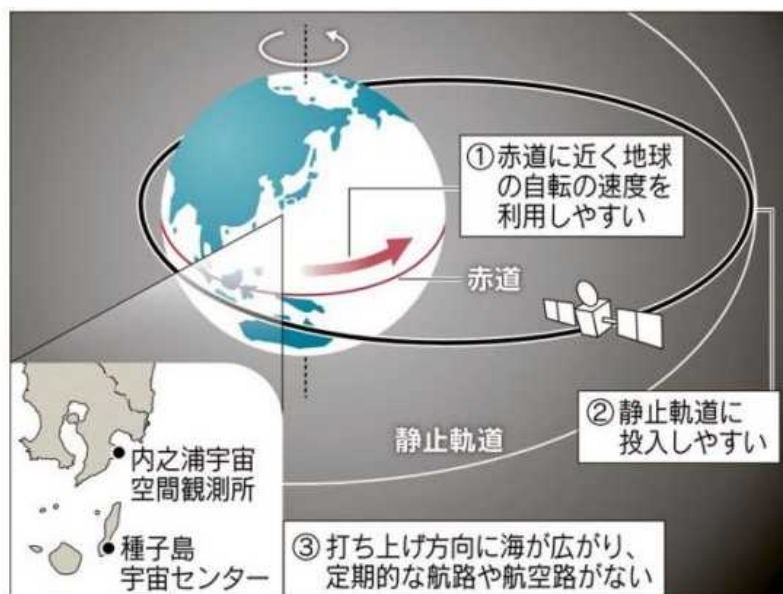 ①赤道に近く地球
の自転の速度を
利用しやすい
赤道
②静止軌道に
投入しやすい
静止軌道
内之浦宇宙
空間観測所
種子島
宇宙センター
③打ち上げ方向に海が広がり、
定期的な航路や航空路がない